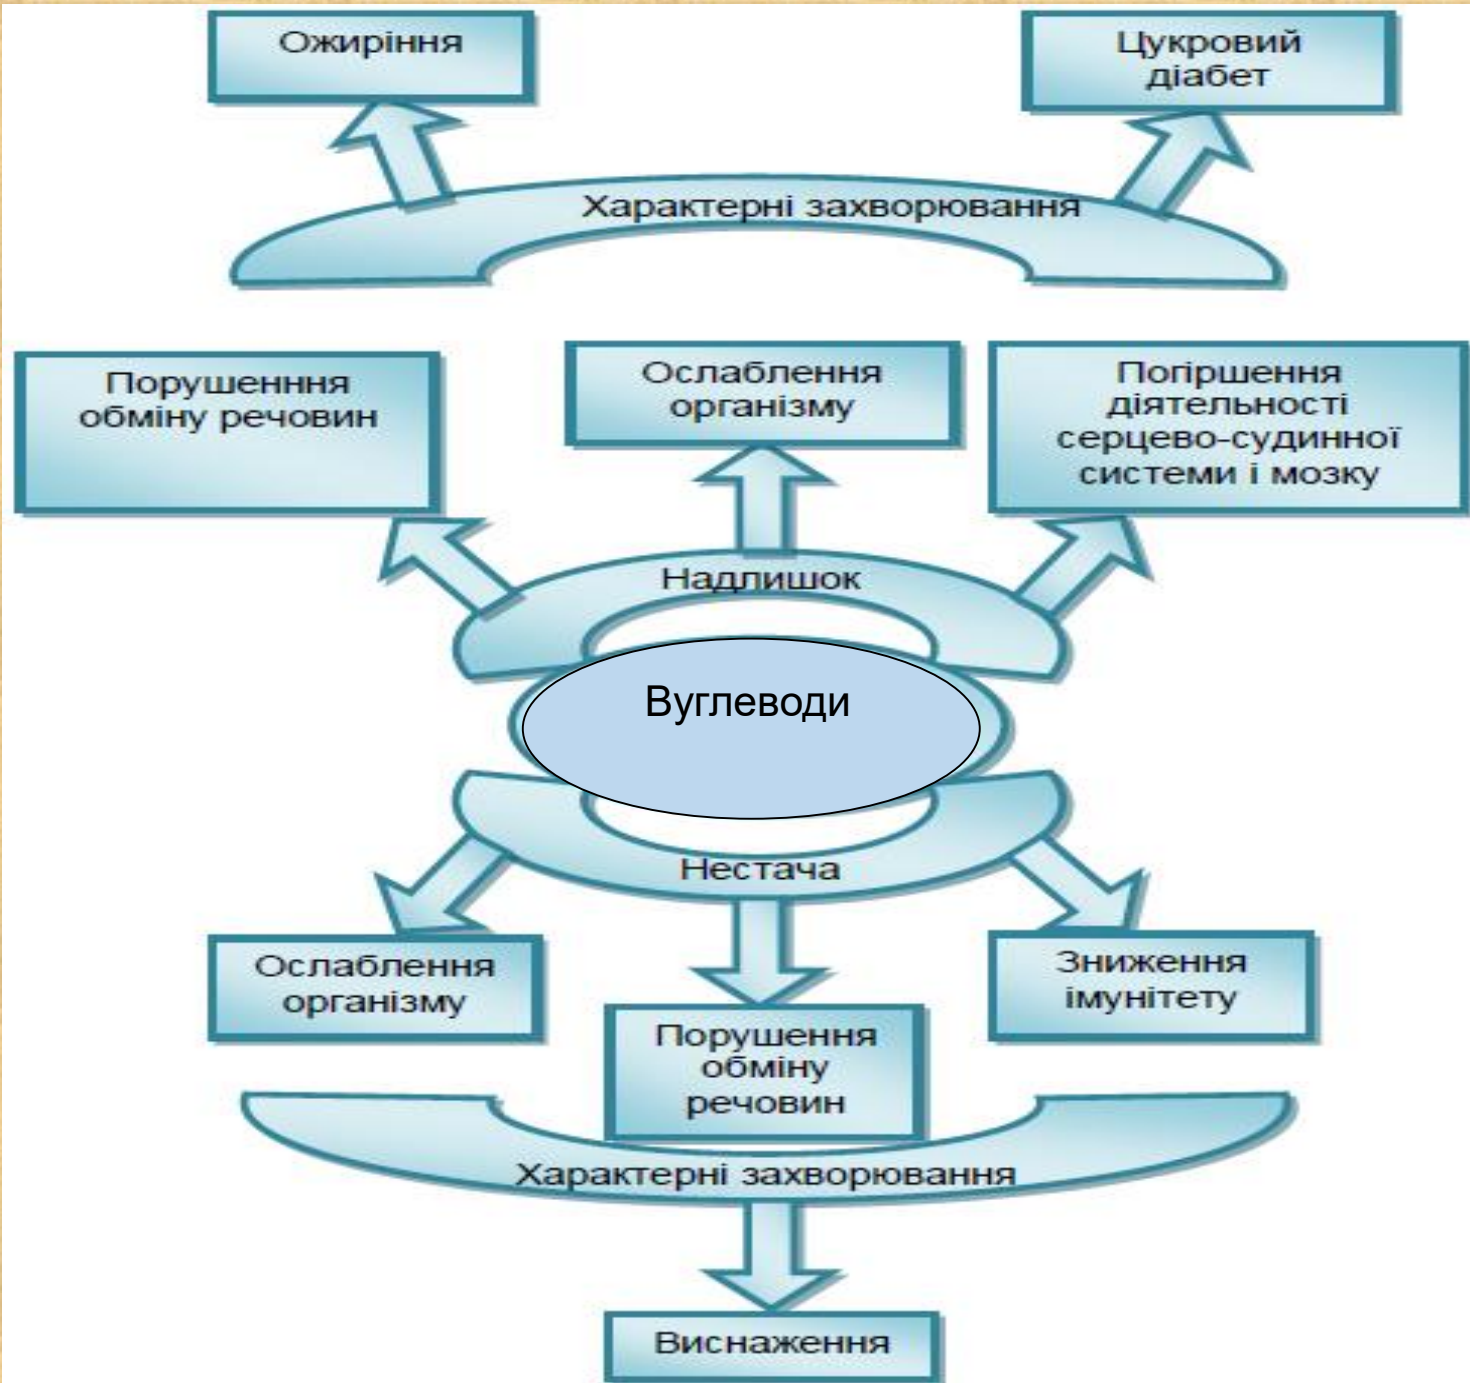 Ожиріння
Цукровий
діабет
Характерні захворювання
Порушенння
обміну речовин
Ослаблення
організму
Погіршення
діятельності
серцево-судинної
системи і мозку
Надлишок
Вуглеводи
Нестача
Ослаблення
організму
Порушення
обміну
речовин
Зниження
імунітету
Характерні захворювання
Виснаження